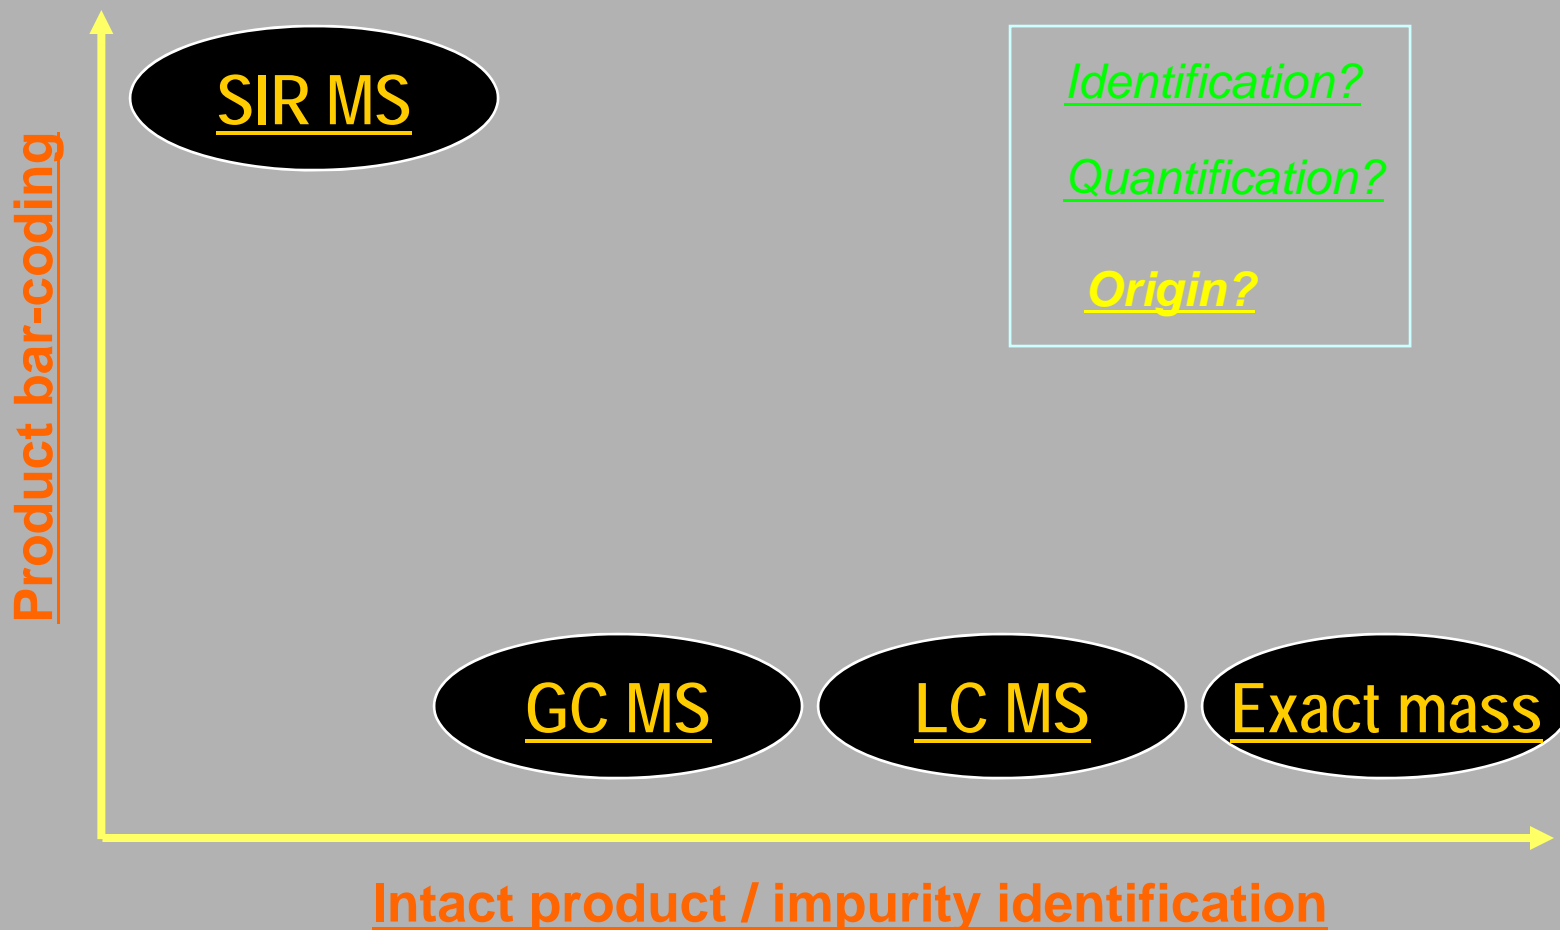 SIR MS
Identification?
Quantification?
Origin?
Product bar-coding
GC MS
LC MS
Exact mass
Intact product / impurity identification